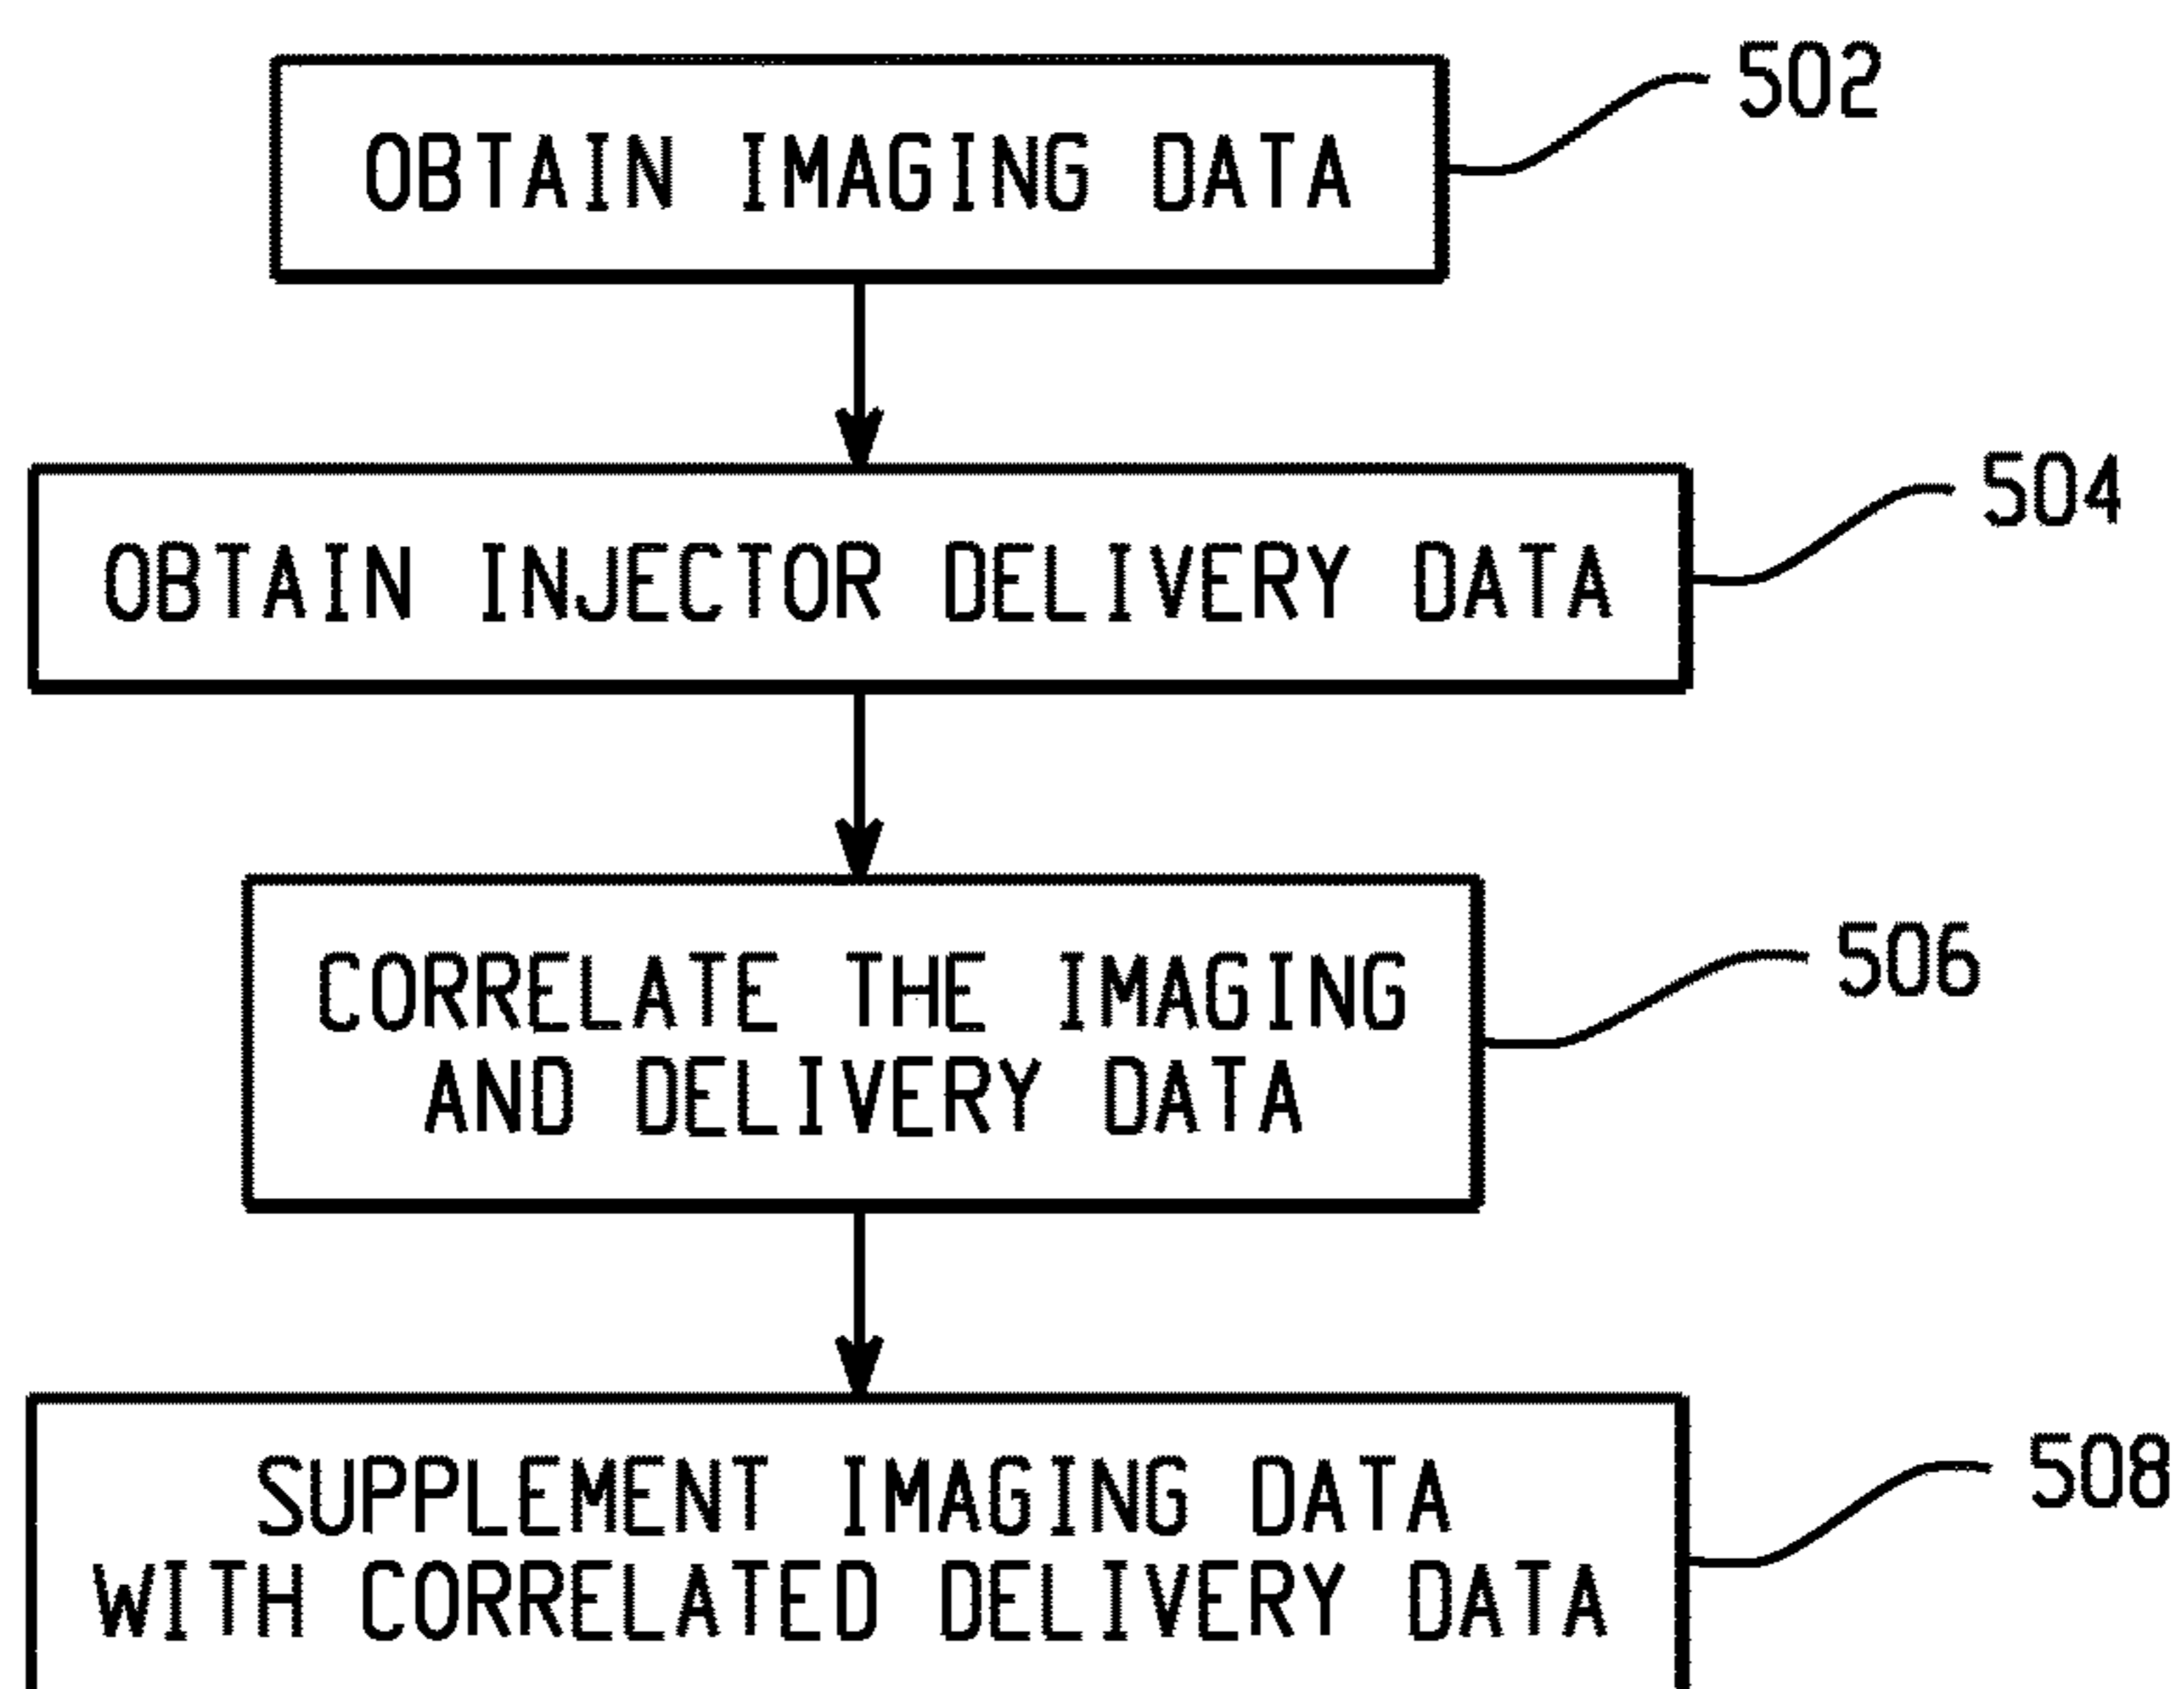 OBTAIN IMAGING DATA
502
OBTAIN INJECTOR DELIVERY DATA
504
CORRELATE THE IMAGING
AND DELIVERY DATA
506
SUPPLEMENT IMAGING DATA
WITH CORRELATED DELIVERY DATA
508